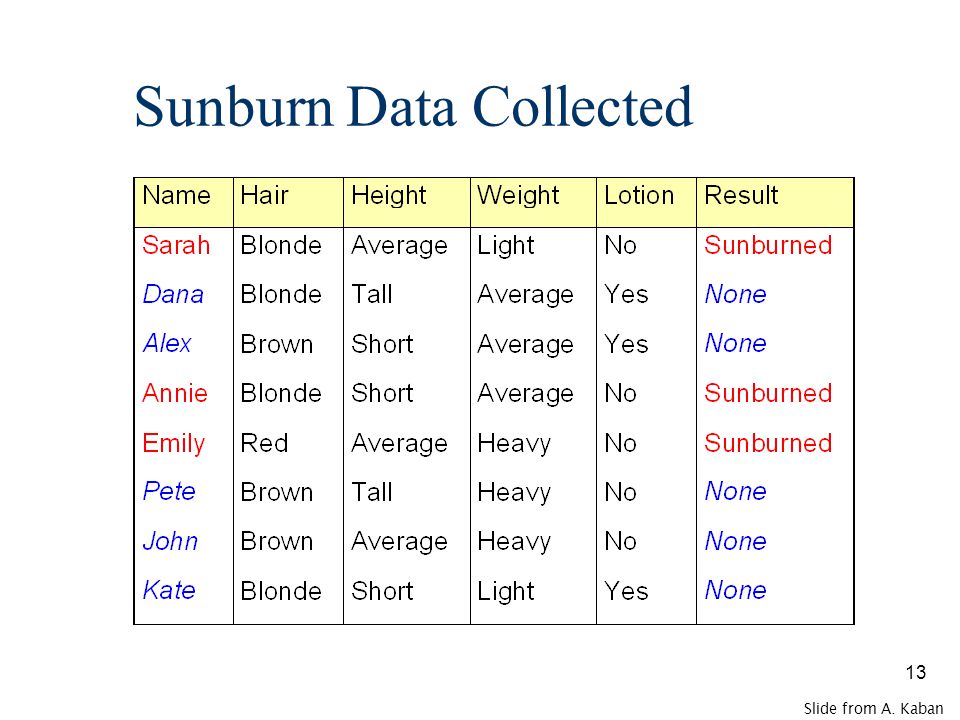 Sunburn Data Collected
Name Hair Height Weight Lotion Result
Sarah Blonde Average Light No Sunburned
Dana Blonde Tall Average Yes None
Alex Brown Short Average Yes None
Annie Blonde Short Average No Sunburned
Emily Red Average Heavy No Sunburned
Pete Brown Tall Heavy No None
John Brown Average Heavy No None
Kate Blonde Short Light Yes None
13
Slide from A. Kaban